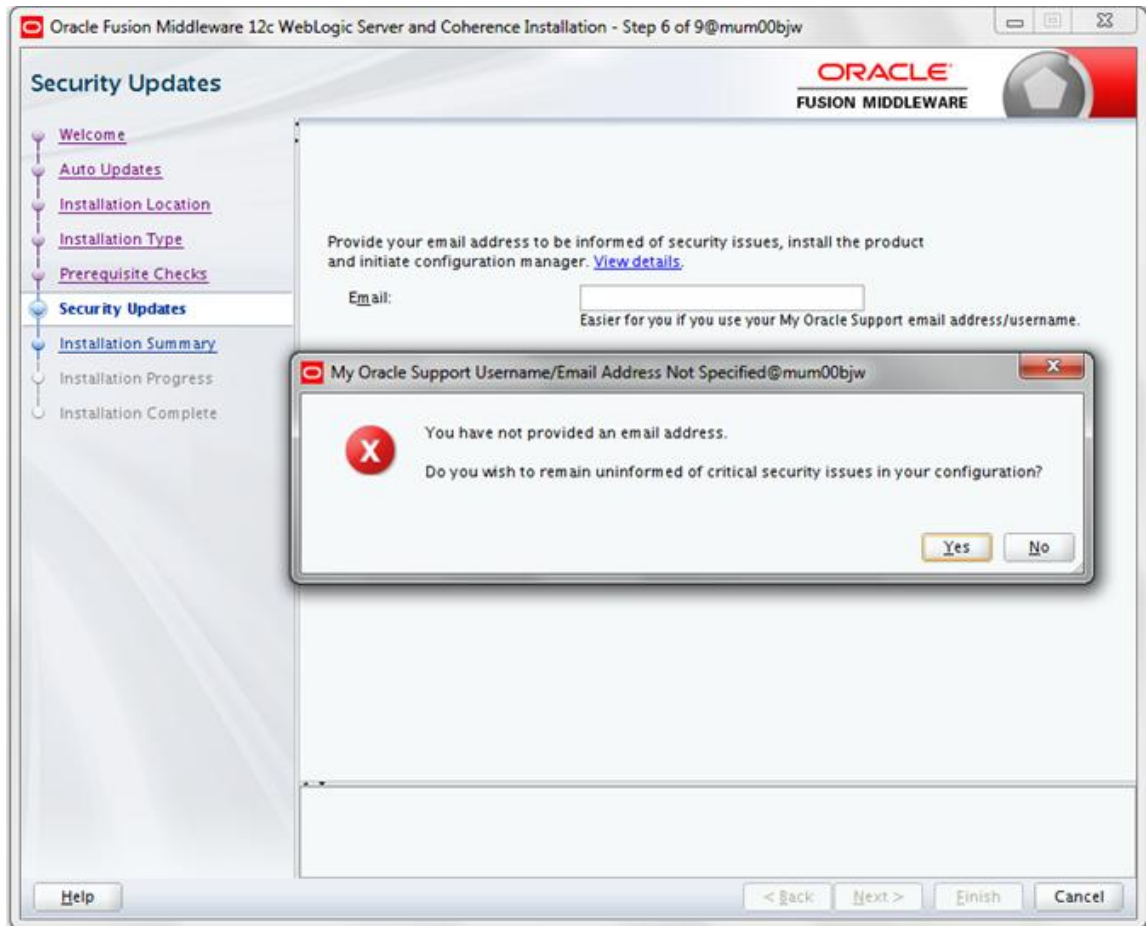 Oracle Fusion Middleware 12c WebLogic Server and Coherence Installation - Step 6 of 9@mum00bjw
Security Updates
ORACLE
FUSION MIDDLEWARE
Welcome
Auto Updates
Installation Location
Installation Type
Prerequisite Checks
Security Updates
Installation Summary
Installation Progress
Installation Complete
Provide your email address to be informed of security issues, install the product
and initiate configuration manager. View details.
Email:
Easier for you if you use your My Oracle Support email address/username.
My Oracle Support Username/Email Address Not Specified@mum00bjw
You have not provided an email address.
Do you wish to remain uninformed of critical security issues in your configuration?
Yes No
Help < Back Next > Finish Cancel